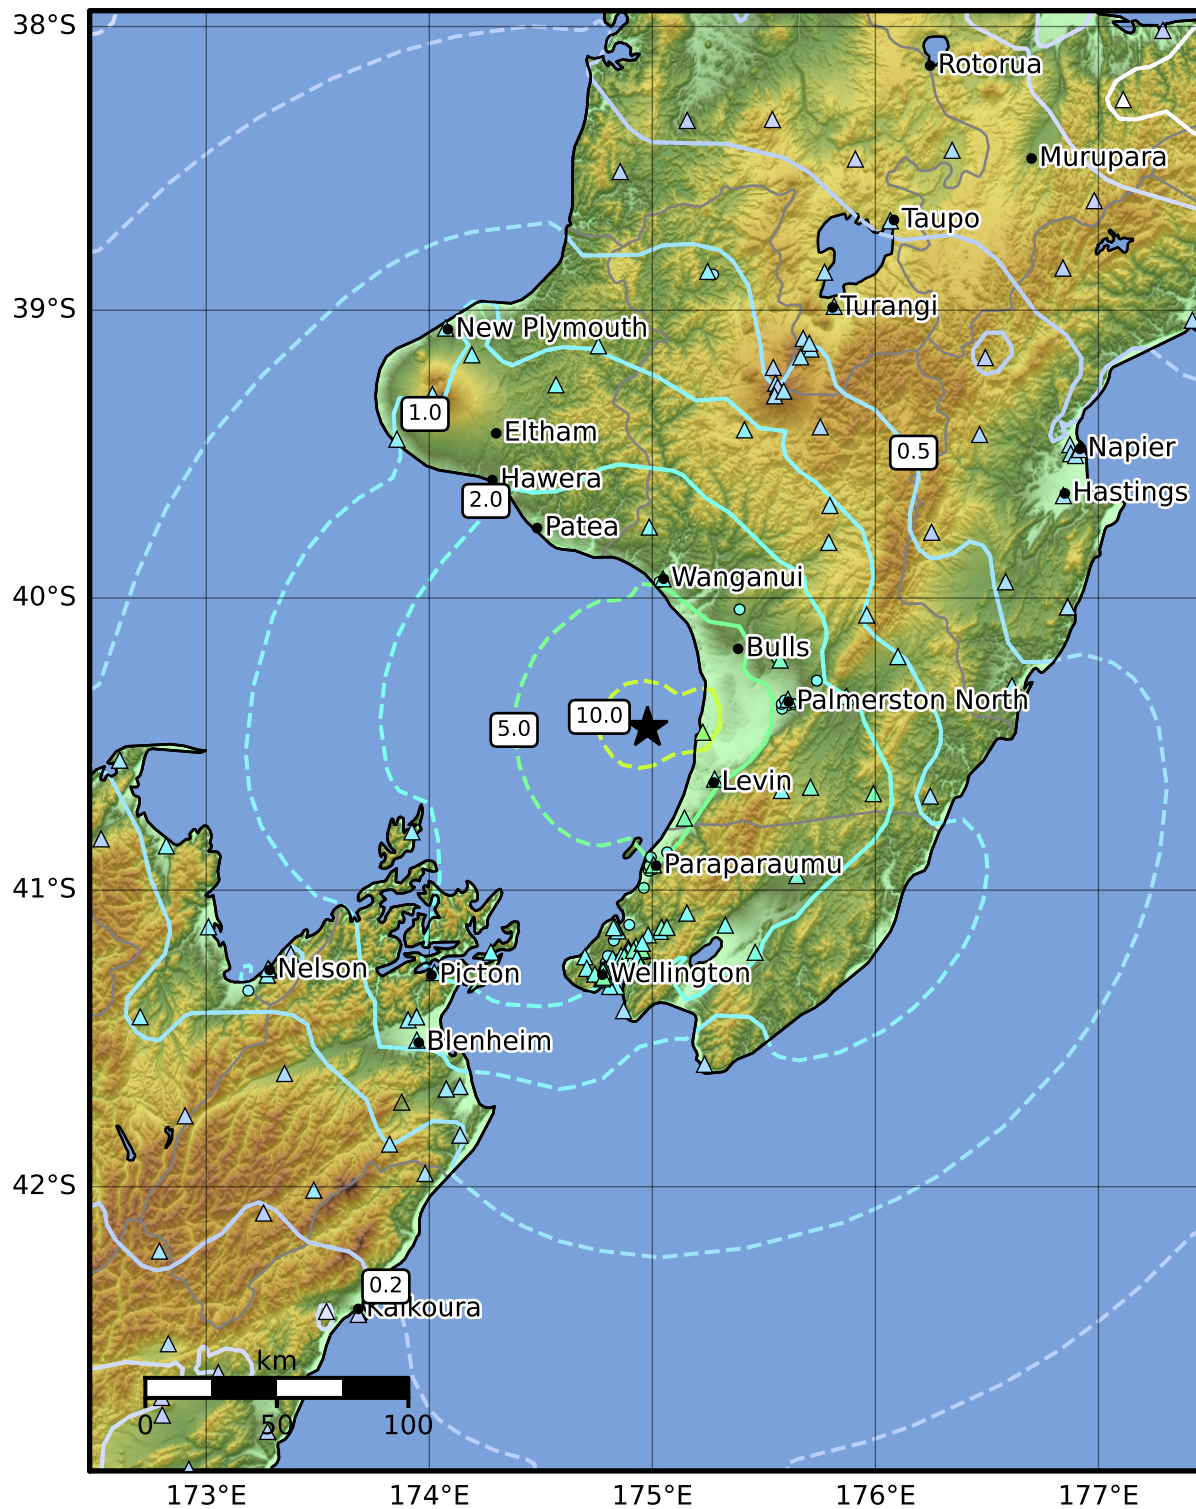 38°S
Rotorua
Murupara
Taupo
39°S
Turangi
New Plymouth
1.0
Eltham
0.5
Napier
Hawera
2.0
Hastings
Patea
Wanganui
40°S
Bulls
Palmerston North
10.0
5.0
Levin
Paraparaumu
41°S
Nelson
Picton
Wellington
Blenheim
42°S
0.2
Kaikoura
km
0 50 100
173°E 174°E 175°E 176°E 177°E